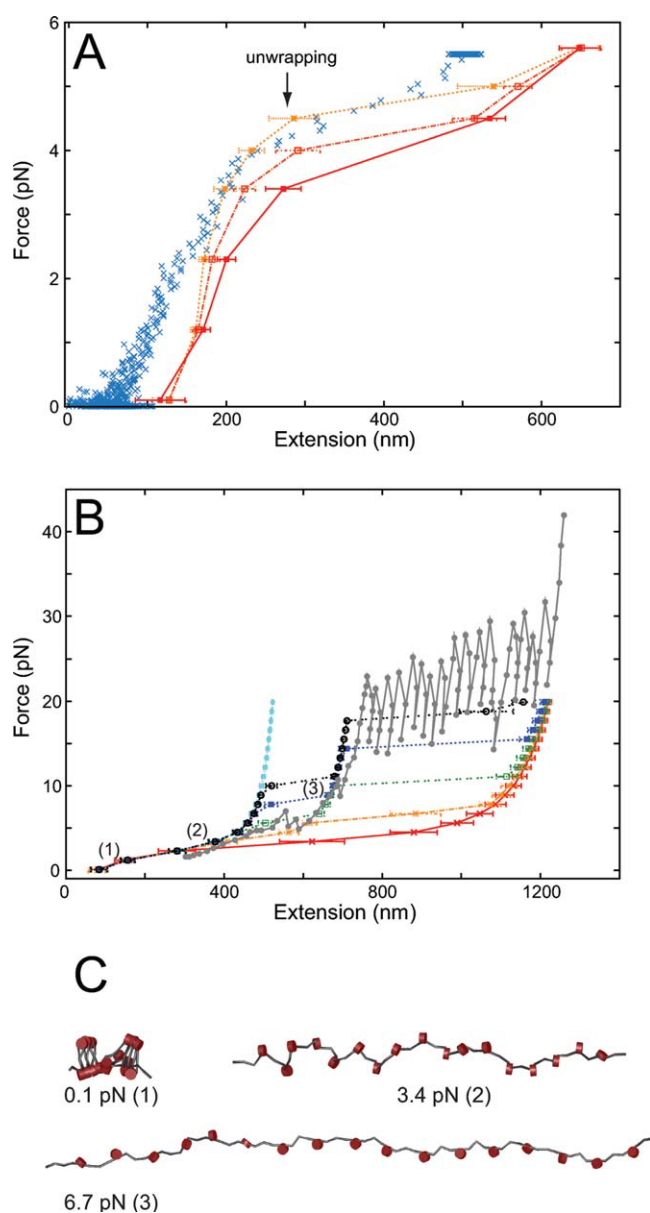 A
unwrapping
Force (pN)
6
4
2
0
0 200 400 600
Extension (nm)
B
Force (pN)
40
30
20
10
0
(1) (2) (3)
0 400 800 1200
Extension (nm)
C
0.1 pN (1) 3.4 pN (2)
6.7 pN (3)